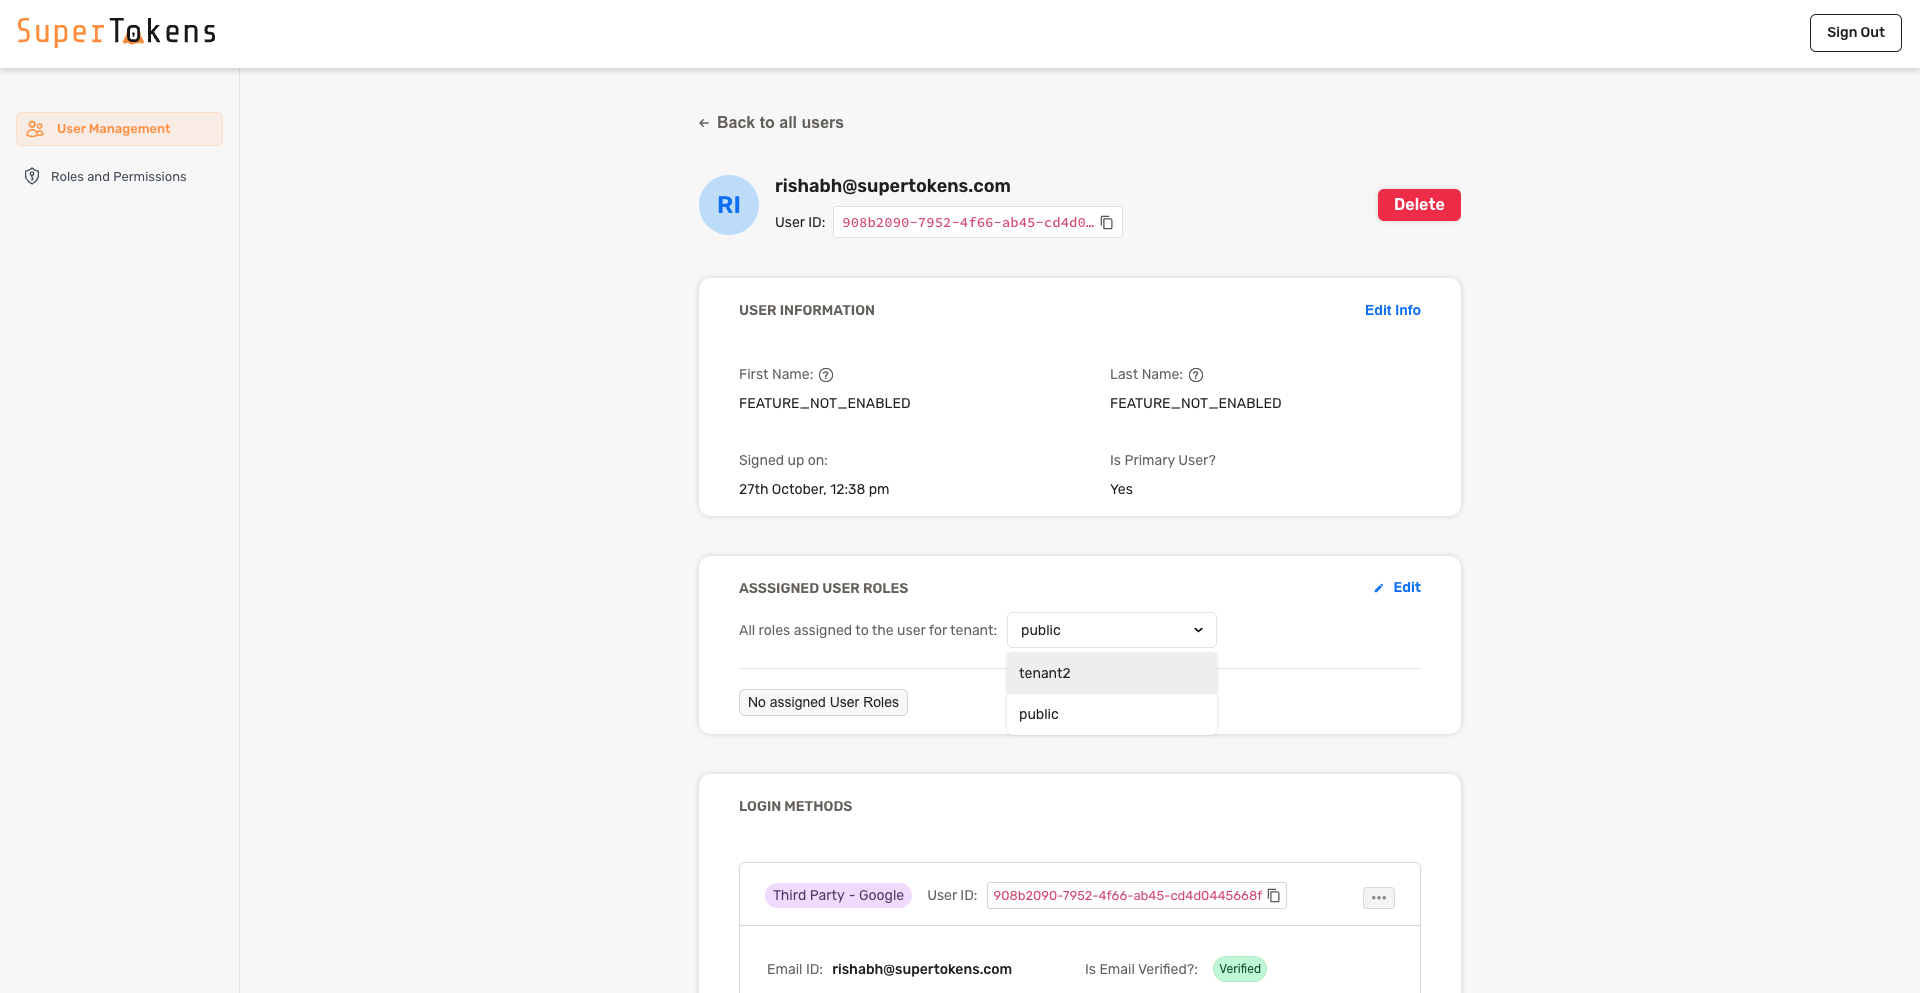 SuperTokens
Sign Out
User Management
Roles and Permissions
Back to all users
RI
rishabh@supertokens.com
User ID: 908b2090-7952-4f66-ab45-cd4d0…
Delete
USER INFORMATION
Edit Info
First Name:
Last Name:
FEATURE_NOT_ENABLED
FEATURE_NOT_ENABLED
Signed up on:
Is Primary User?
27th October, 12:38 pm
Yes
ASSSIGNED USER ROLES
Edit
All roles assigned to the user for tenant: public
tenant2
No assigned User Roles
public
LOGIN METHODS
Third Party - Google User ID: 908b2090-7952-4f66-ab45-cd4d0445668f
Email ID: rishabh@supertokens.com Is Email Verified?: Verified